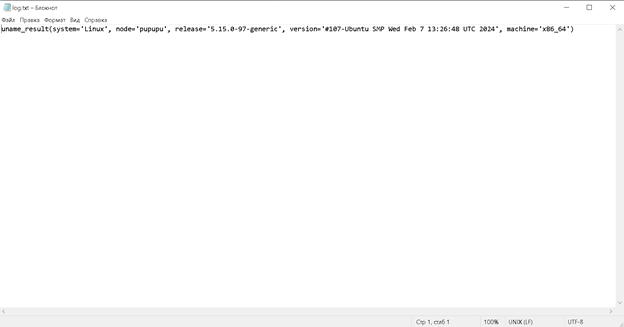 log.txt – Блокнот
Файл Правка Формат Вид Справка
uname_result(system='Linux', node='pupupu', release='5.15.0-97-generic', version='#107-Ubuntu SMP Wed Feb 7 13:26:48 UTC 2024', machine='x86_64')
Стр 1, стлб 1 100% UNIX (LF) UTF-8